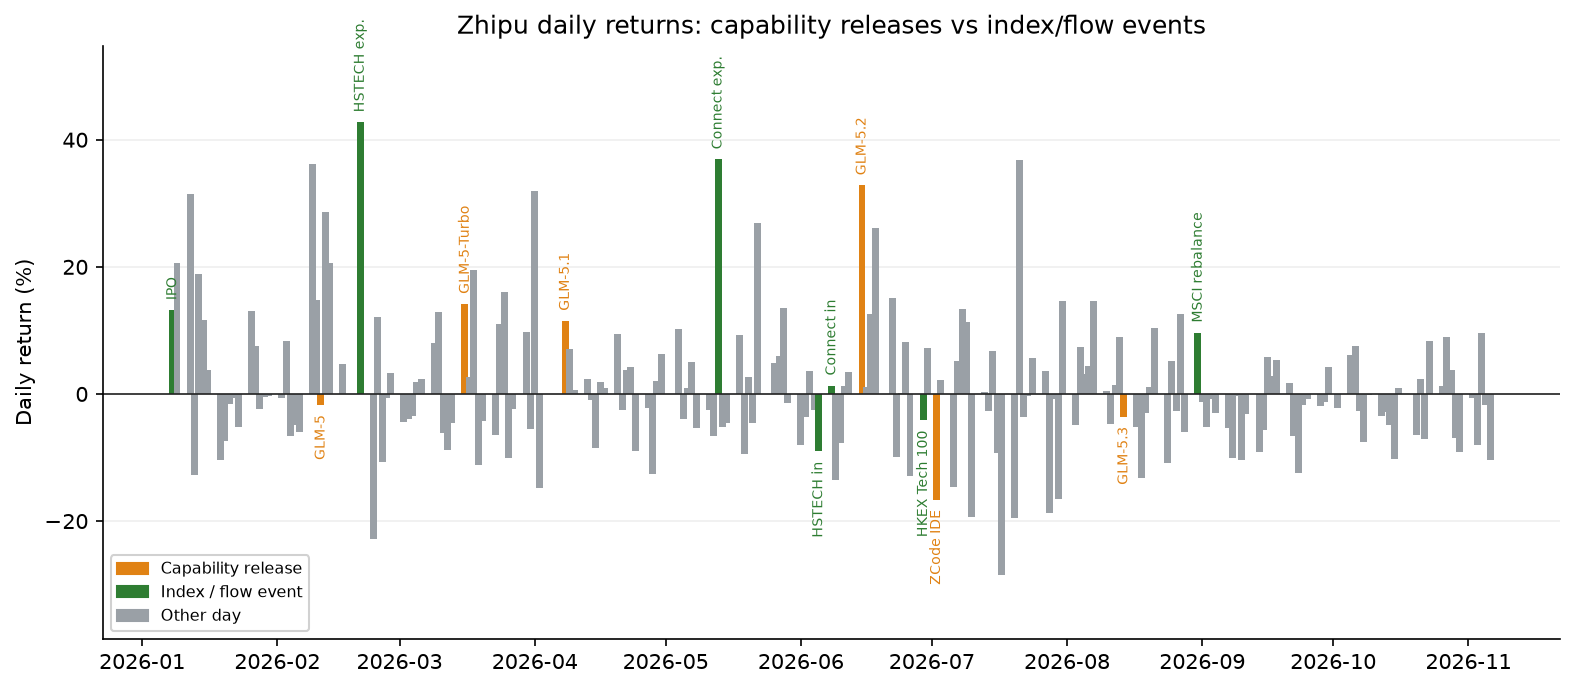 Zhipu daily returns: capability releases vs index/flow events
Daily return (%)
40
20
0
−20
IPO
GLM-5
HSTECH exp.
GLM-5-Turbo
GLM-5.1
Connect exp.
HSTECH in
Connect in
GLM-5.2
HKEX Tech 100
ZCode IDE
GLM-5.3
MSCI rebalance
Capability release
Index / flow event
Other day
2026-01
2026-02
2026-03
2026-04
2026-05
2026-06
2026-07
2026-08
2026-09
2026-10
2026-11